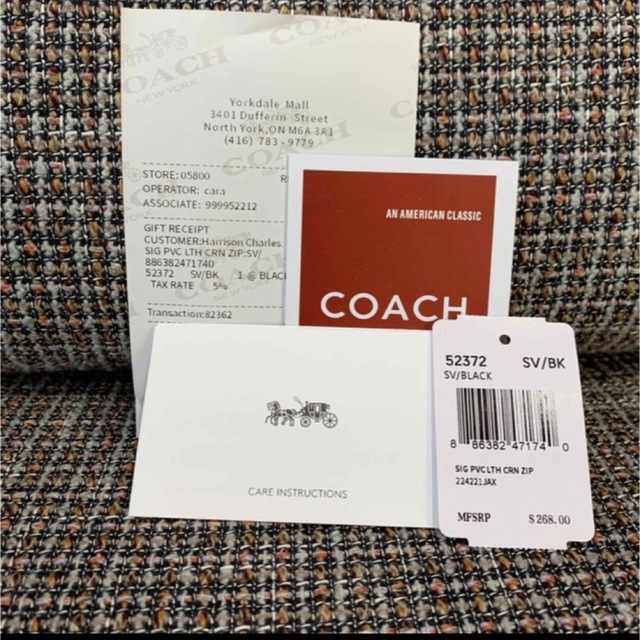 COACH
NEW YORK
COACH
NEW YORK
Yorkdale Mall
3401 Dufferin Street
North York,ON M6A 3A1
(416) 783-9779
STORE:05800
OPERATOR: cara
ASSOCIATE: 999952212
GIFT RECEIPT
CUSTOMER:Harrison Charles
SIG PVC LTH CRN ZIP:SV/
886382471740
52372 SV/BK 1 @ BLACK
TAX RATE 5%
Transaction:82362
AN AMERICAN CLASSIC
COACH
CARE INSTRUCTIONS
52372 SV/BK
SV/BLACK
8 86382 47174 0
SIG PVC LTH CRN ZIP
224221JAX
MFSRP $268.00